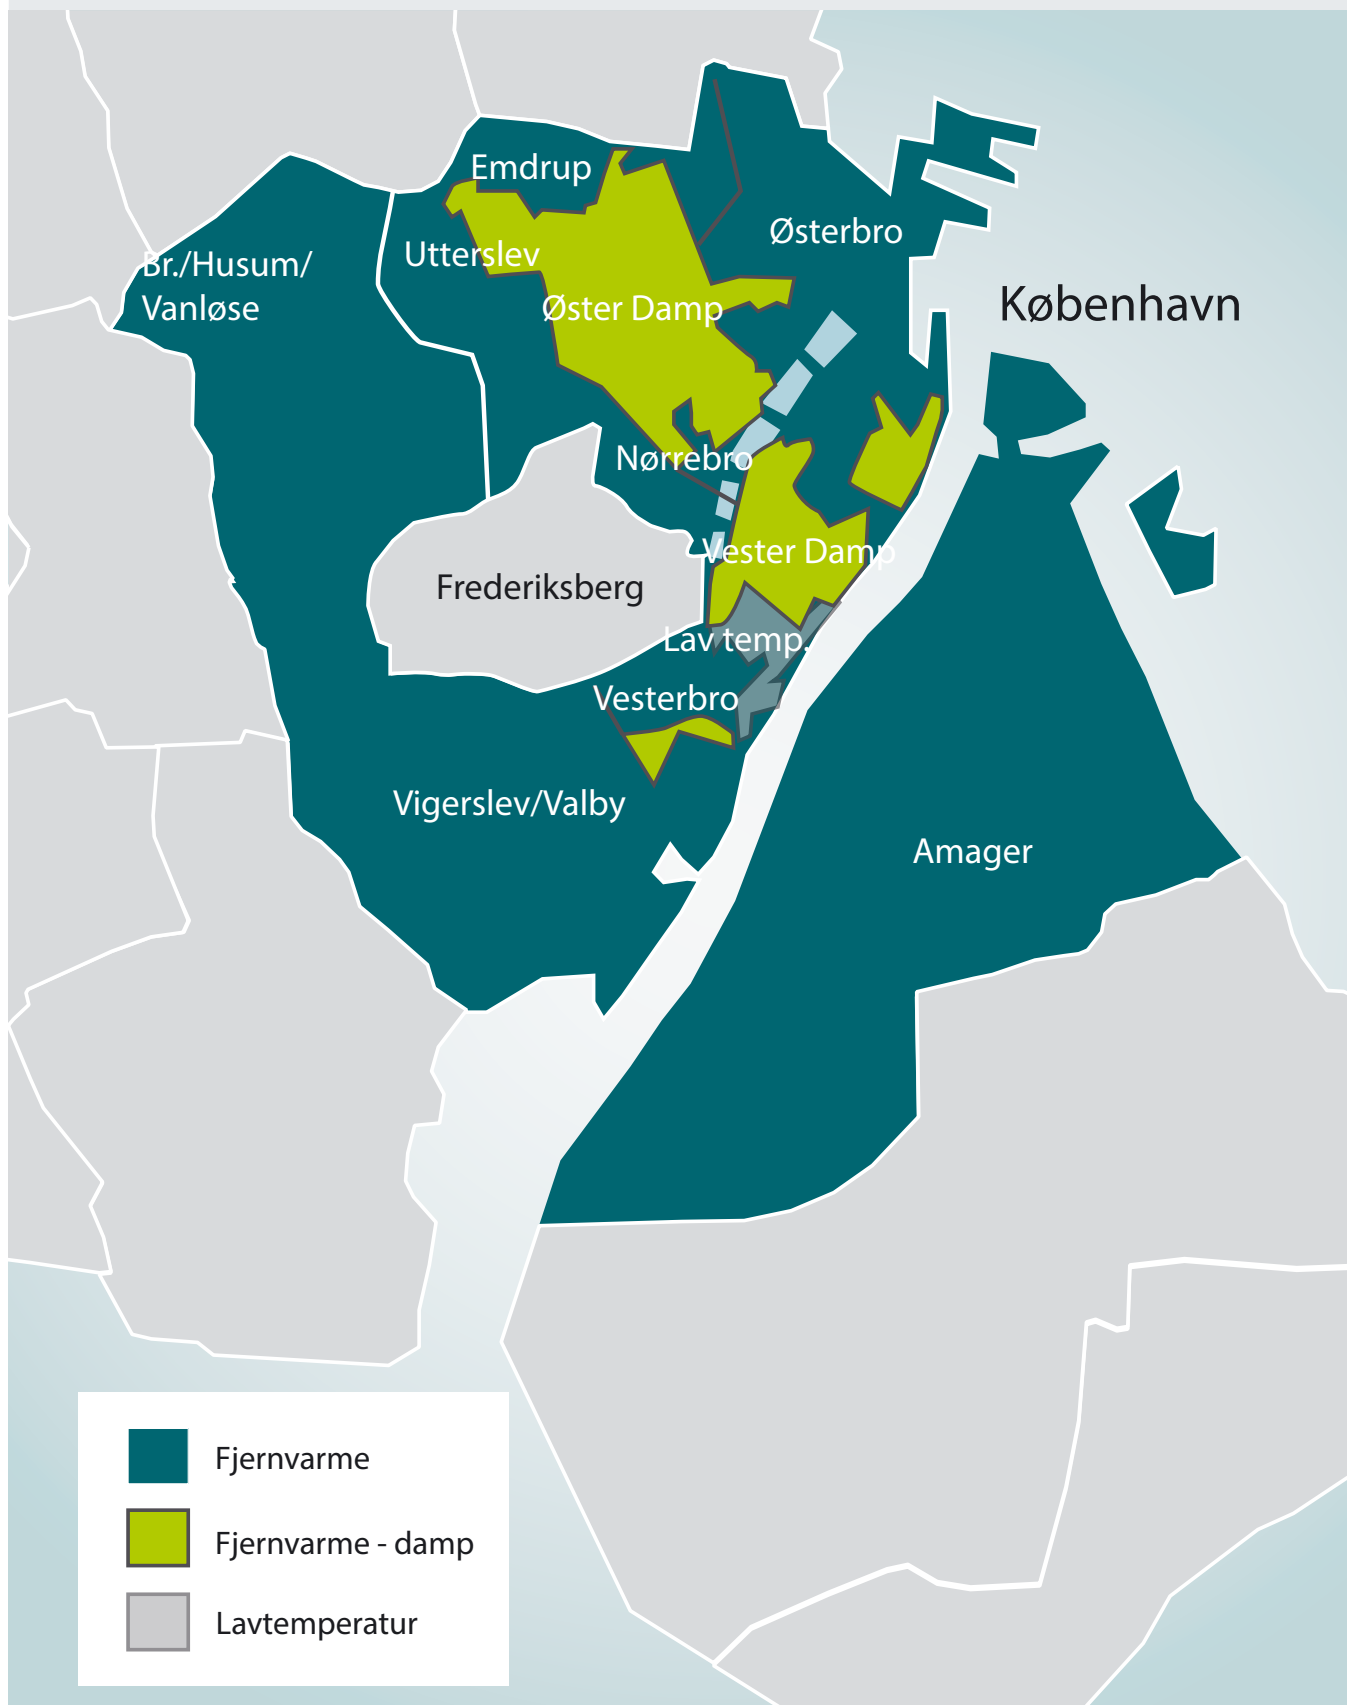 Emdrup
Østerbro
Utterslev
Br./Husum/
Vanløse
Øster Damp
København
Nørrebro
Vester Damp
Frederiksberg
Lav temp.
Vesterbro
Vigerslev/Valby
Amager
Fjernvarme
Fjernvarme - damp
Lavtemperatur